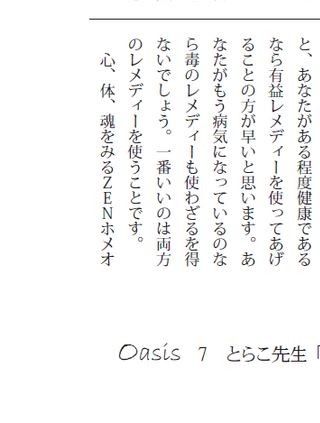 と、あなたがある程度健康である
なら有益レメディーを使ってあげ
ることの方が早いと思います。あ
なたがもう病気になっているのな
ら毒のレメディーも使わざるを得
ないでしょう。一番いいのは両方
のレメディーを使うことです。
心、体、魂をみるZENホメオ
Oasis 7 とらこ先生「